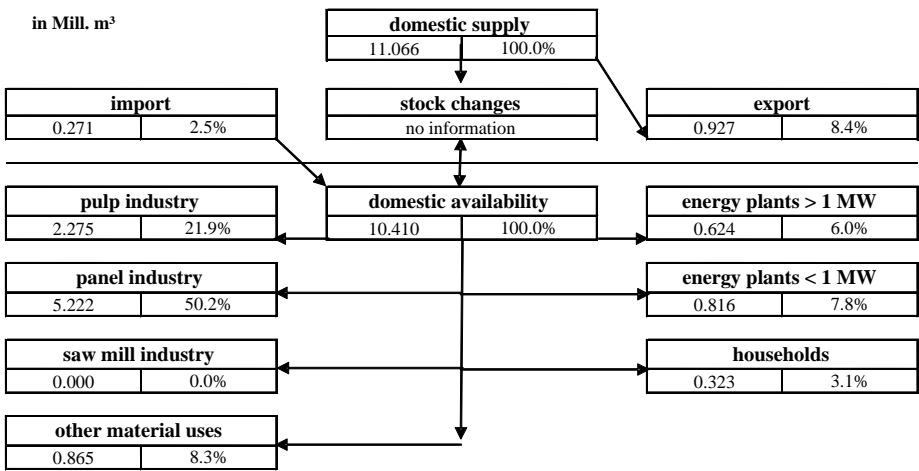 in Mill. m³
domestic supply
11.066 100.0%
import
0.271 2.5%
stock changes
no information
export
0.927 8.4%
pulp industry
2.275 21.9%
domestic availability
10.410 100.0%
energy plants > 1 MW
0.624 6.0%
panel industry
5.222 50.2%
energy plants < 1 MW
0.816 7.8%
saw mill industry
0.000 0.0%
households
0.323 3.1%
other material uses
0.865 8.3%